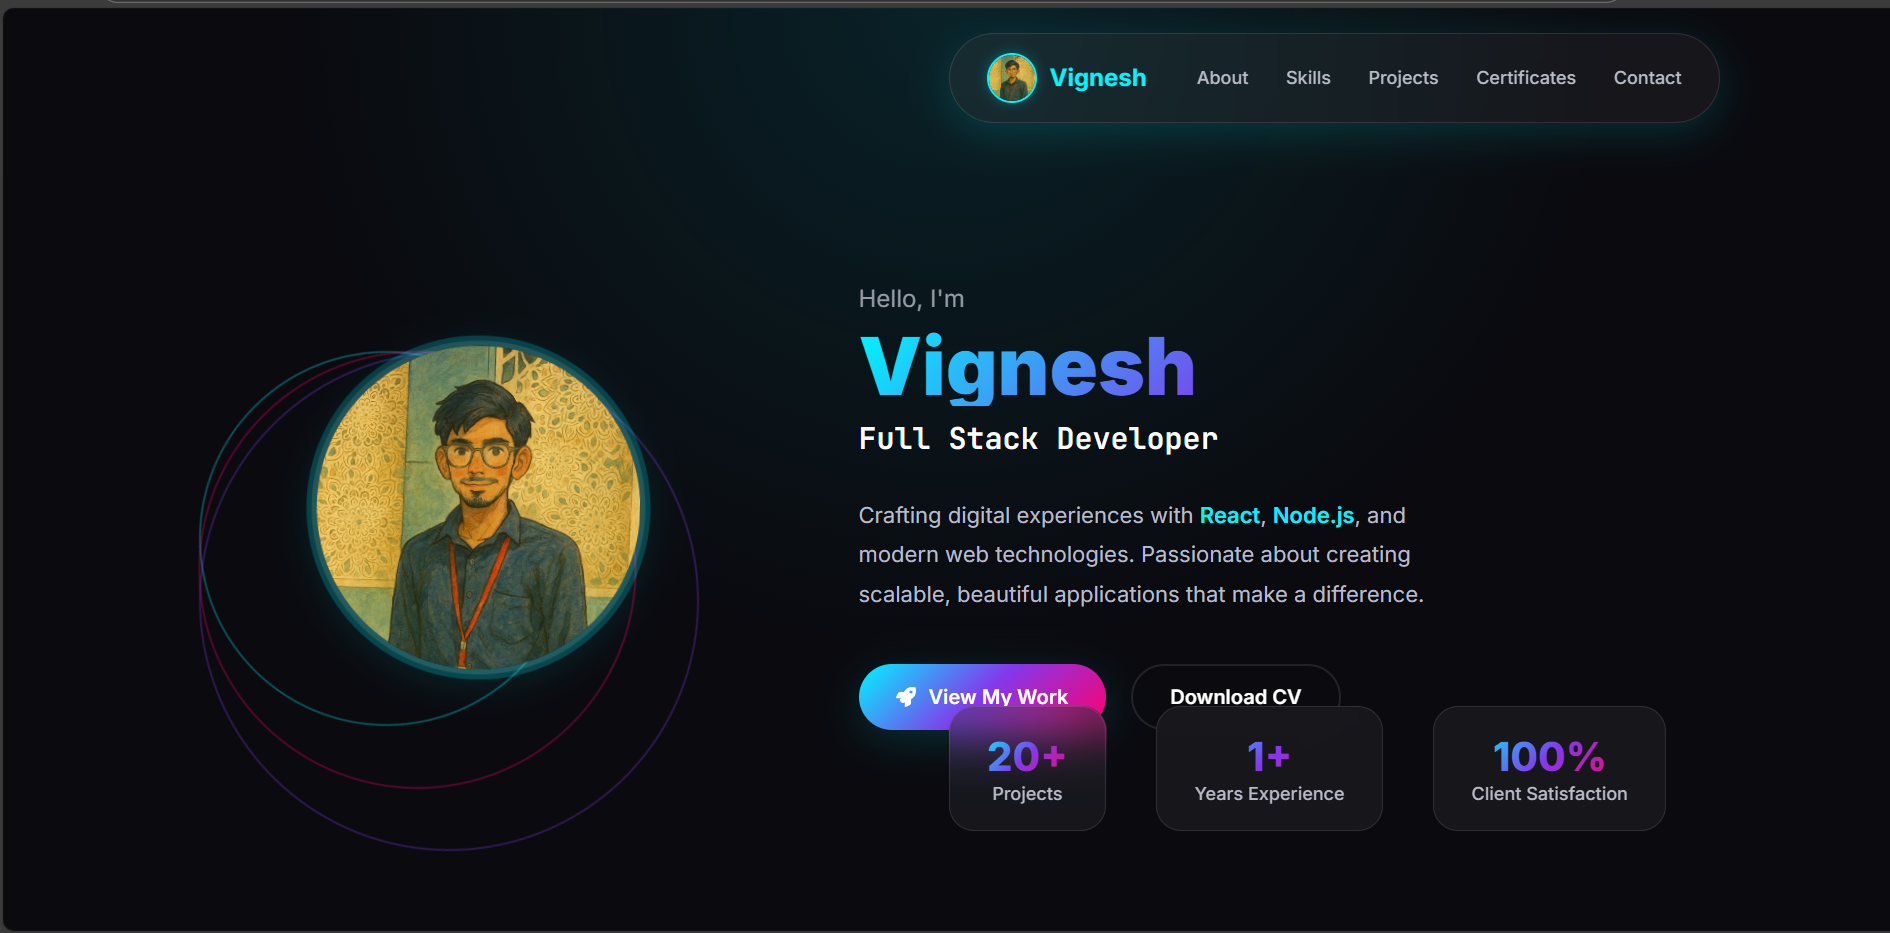 Vignesh
About
Skills
Projects
Certificates
Contact
Hello, I'm
Vignesh
Full Stack Developer
Crafting digital experiences with React, Node.js, and
modern web technologies. Passionate about creating
scalable, beautiful applications that make a difference.
View My Work
Download CV
20+
Projects
1+
Years Experience
100%
Client Satisfaction